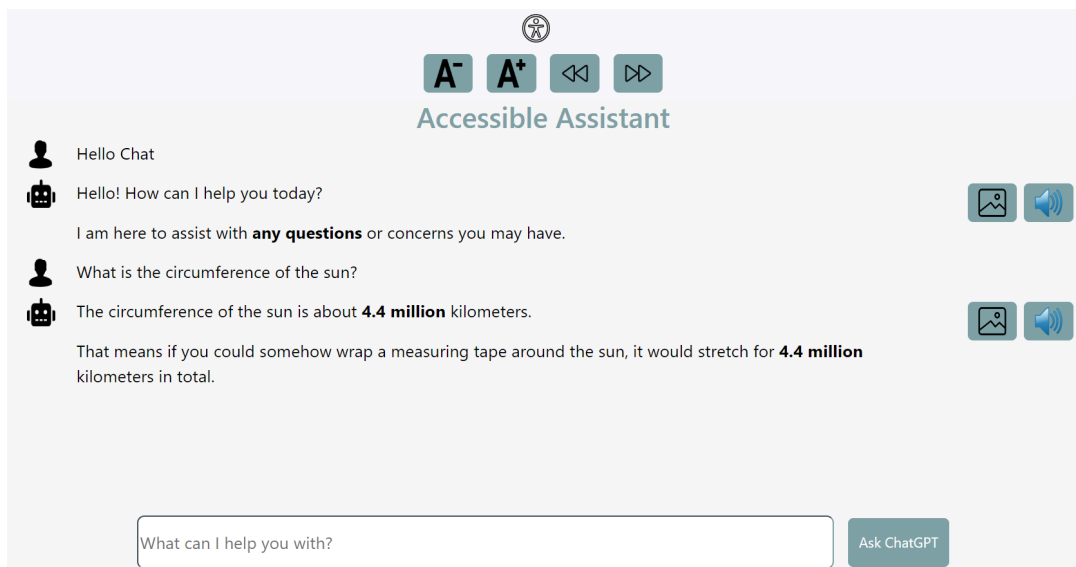 A-
A+
Accessible Assistant
Hello Chat
Hello! How can I help you today?
I am here to assist with any questions or concerns you may have.
What is the circumference of the sun?
The circumference of the sun is about 4.4 million kilometers.
That means if you could somehow wrap a measuring tape around the sun, it would stretch for 4.4 million
kilometers in total.
What can I help you with?
Ask ChatGPT